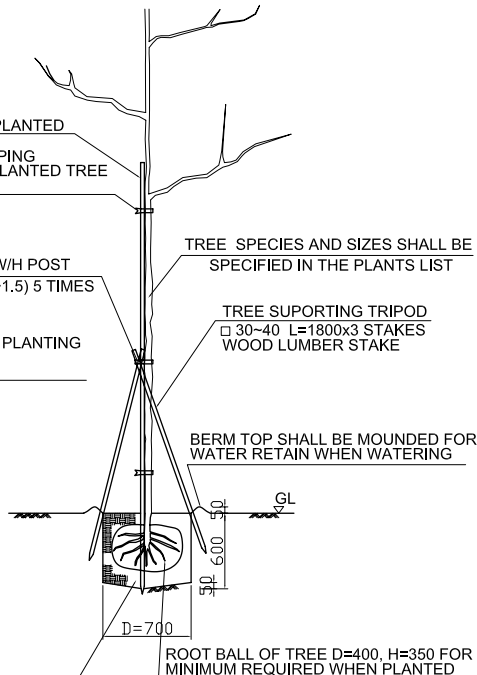 PLANTED
PING
LANTED TREE
TREE SPECIES AND SIZES SHALL BE
SPECIFIED IN THE PLANTS LIST
W/H POST
1.5) 5 TIMES
TREE SUPORTING TRIPOD
□ 30~40 L=1800x3 STAKES
WOOD LUMBER STAKE
PLANTING
BERM TOP SHALL BE MOUNDED FOR
WATER RETAIN WHEN WATERING
GL
50
600
50
D=700
ROOT BALL OF TREE D=400, H=350 FOR
MINIMUM REQUIRED WHEN PLANTED